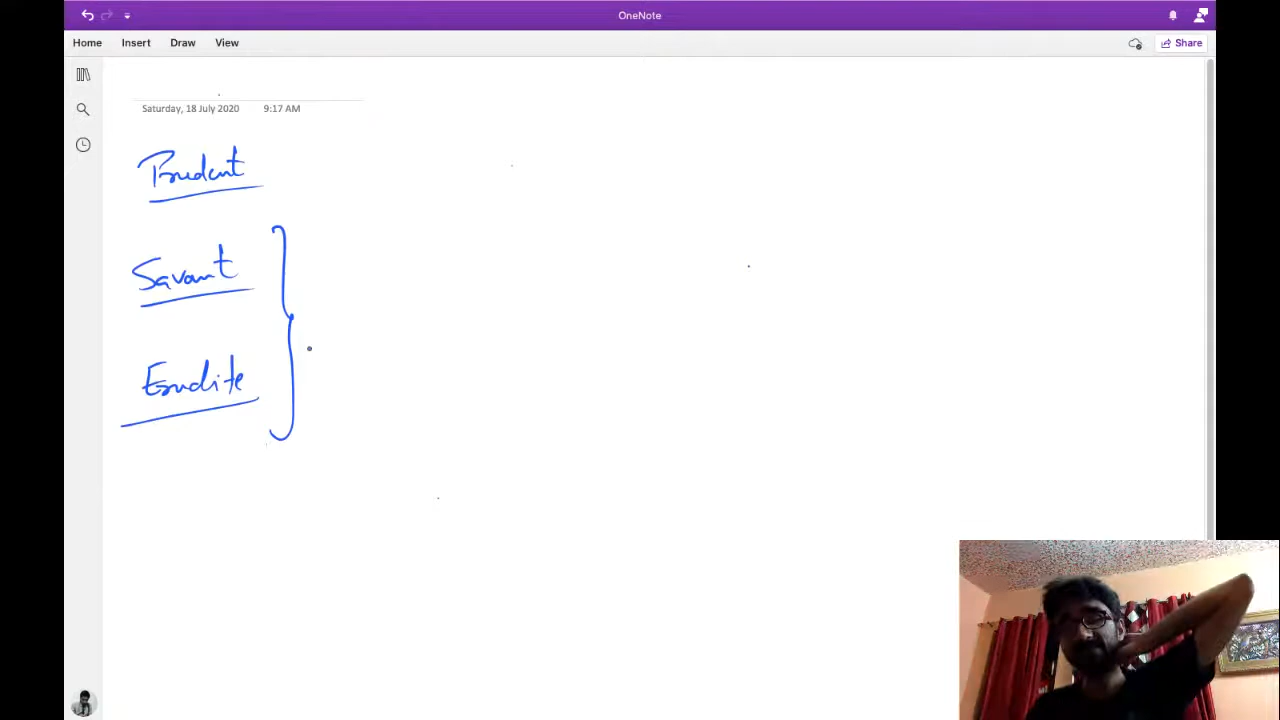 OneNote
Home Insert Draw View Share
Saturday, 18 July 2020 9:17 AM
Prudent
Savant
Erudite